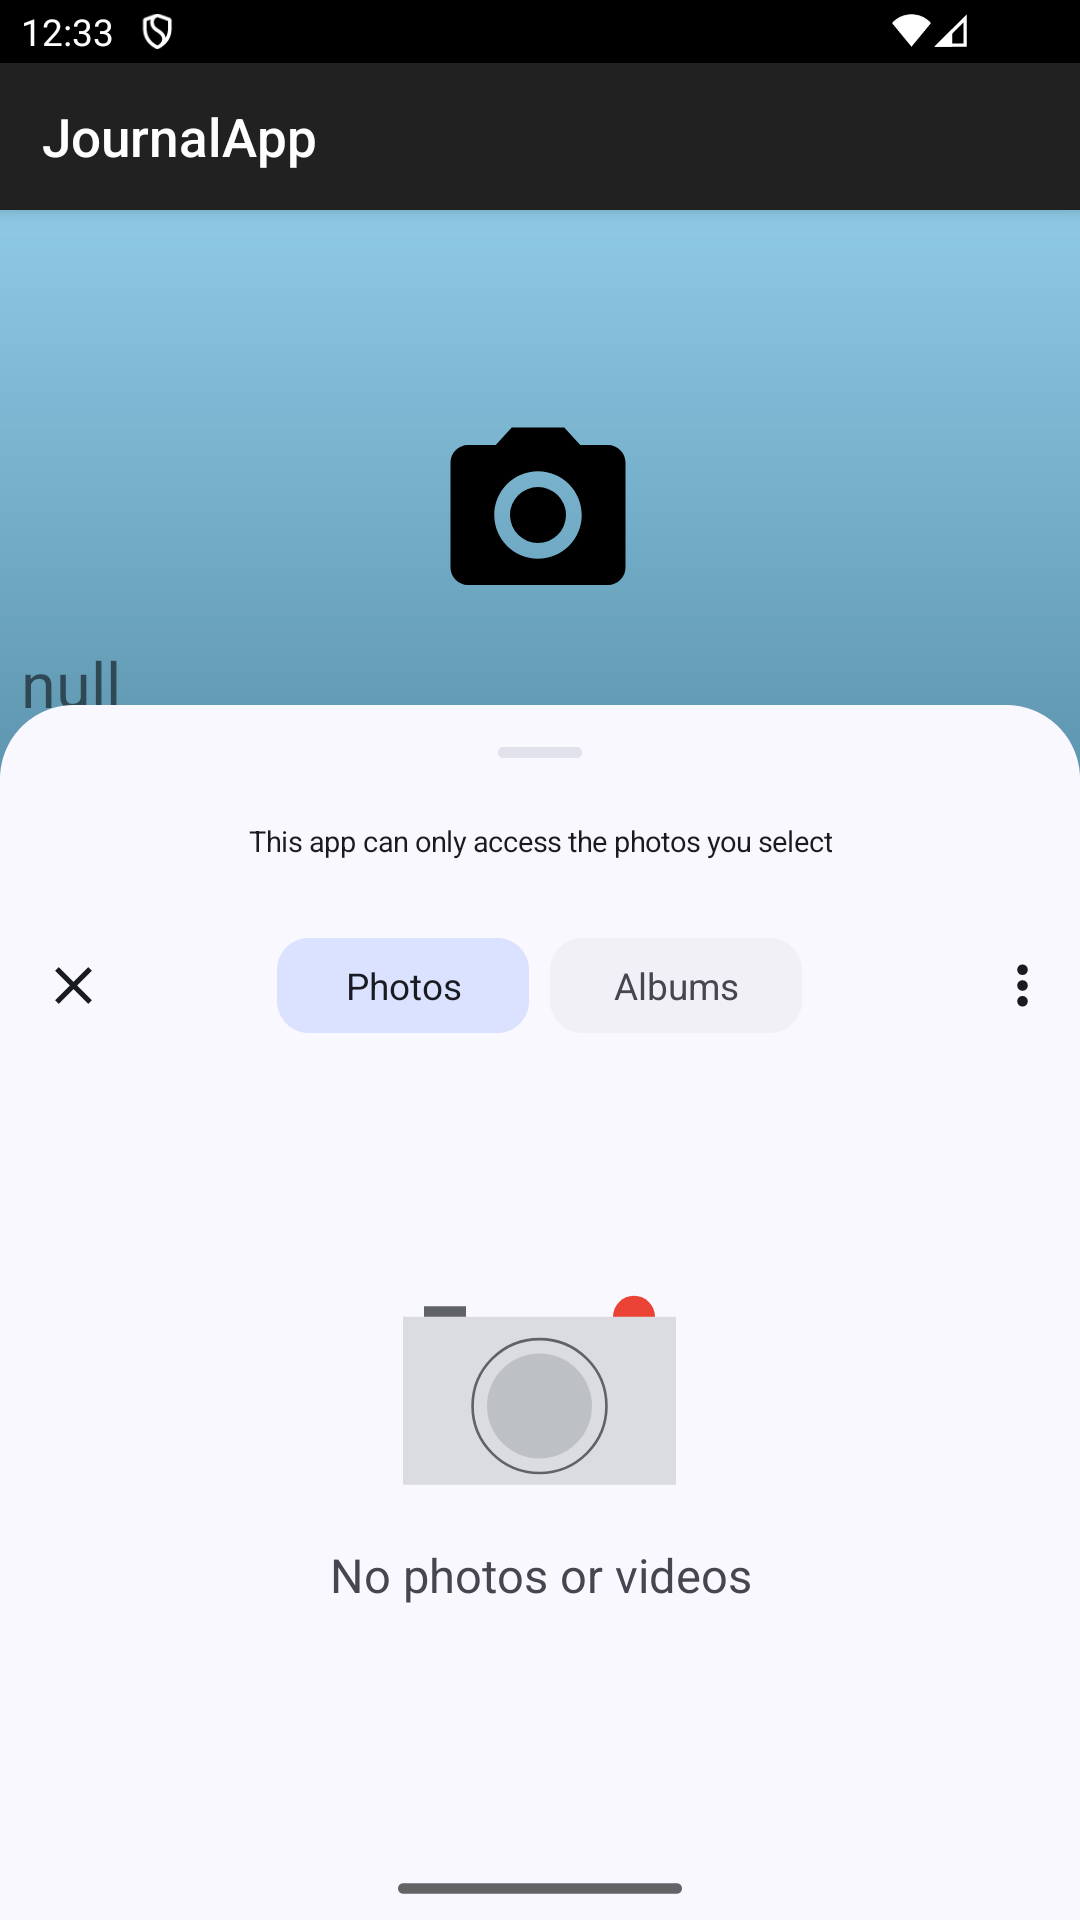 12:33
JournalApp
null
This app can only access the photos you select
Photos
Albums
No photos or videos